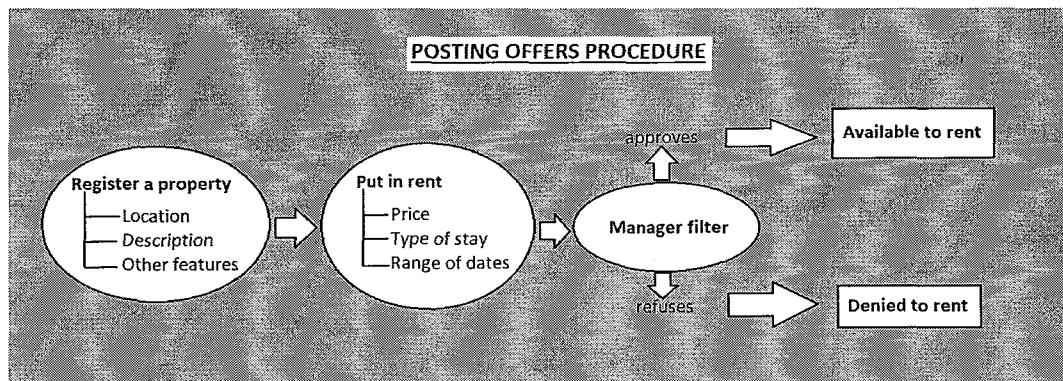 POSTING OFFERS PROCEDURE
Register a property
Location
Description
Other features
Put in rent
Price
Type of stay
Range of dates
Manager filter
approves
Available to rent
refuses
Denied to rent